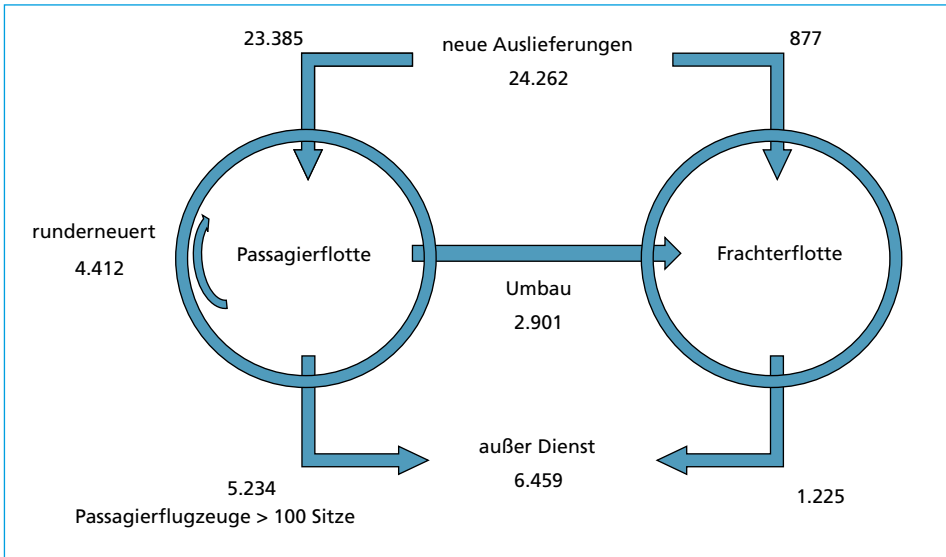 23.385
neue Auslieferungen
24.262
877
runderneuert
4.412
Passagierflotte
Umbau
2.901
Frachterflotte
außer Dienst
6.459
5.234
Passagierflugzeuge > 100 Sitze
1.225